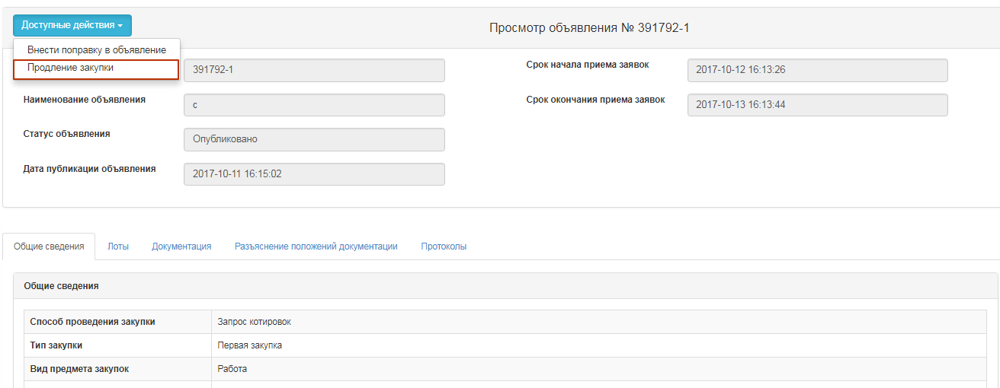 Доступные действия
Просмотр объявления № 391792-1
Внести поправку в объявление
Продление закупки
391792-1
Срок начала приема заявок
2017-10-12 16:13:26
Наименование объявления
с
Срок окончания приема заявок
2017-10-13 16:13:44
Статус объявления
Опубликовано
Дата публикации объявления
2017-10-11 16:15:02
Общие сведения
Лоты
Документация
Разъяснение положений документации
Протоколы
Общие сведения
Способ проведения закупки
Запрос котировок
Тип закупки
Первая закупка
Вид предмета закупок
Работа